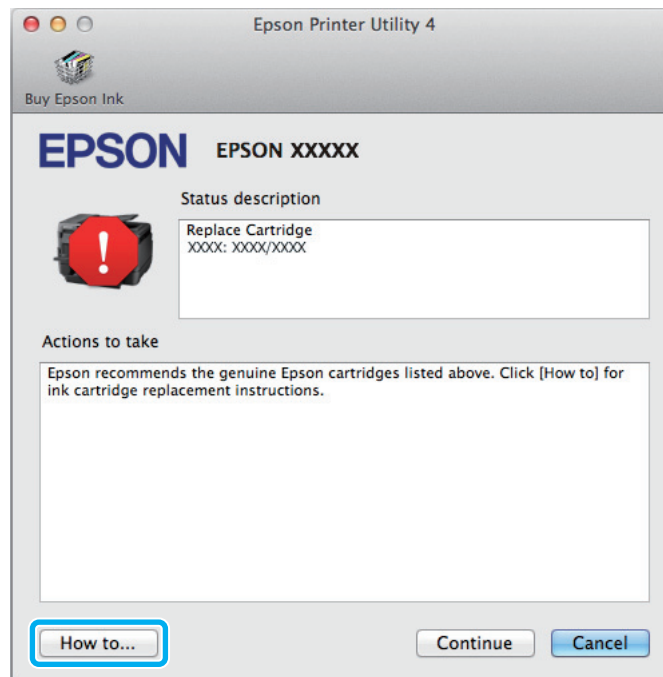 Epson Printer Utility 4
Buy Epson Ink
EPSON EPSON XXXXX
Status description
Replace Cartridge
XXXX: XXXX/XXXX
!
Actions to take
Epson recommends the genuine Epson cartridges listed above. Click [How to] for
ink cartridge replacement instructions.
How to... Continue Cancel